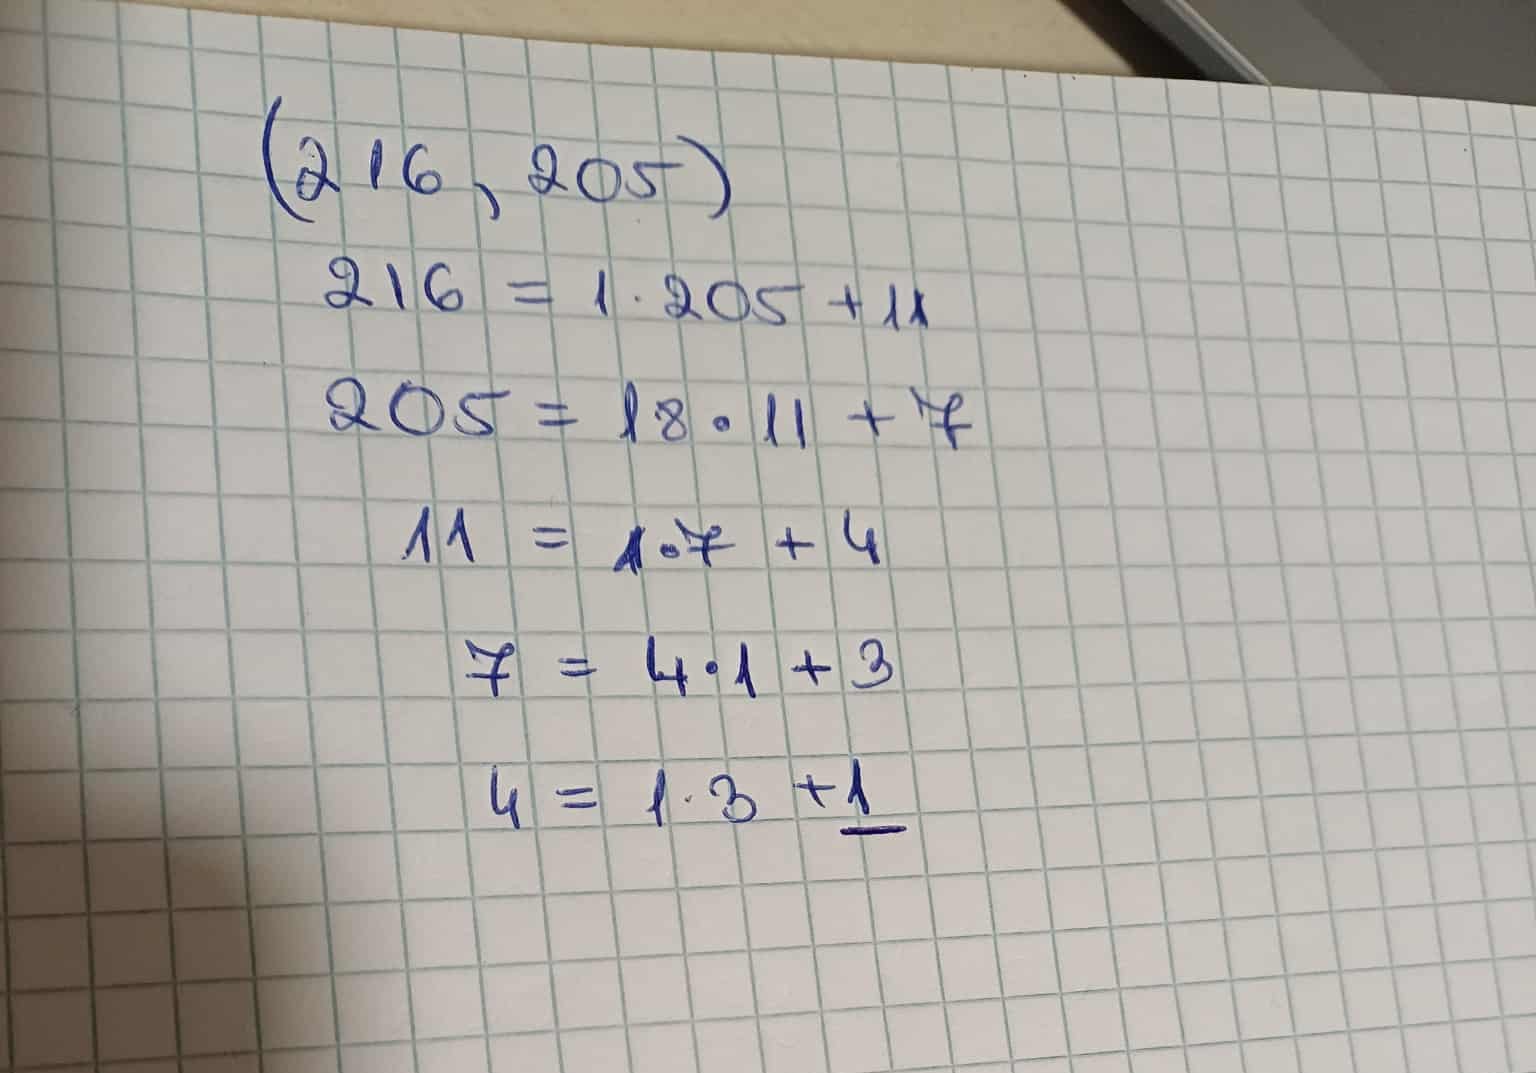 (216, 205)
216 = 1 · 205 + 11
205 = 18 · 11 + 7
11 = 1 · 7 + 4
7 = 4 · 1 + 3
4 = 1 · 3 + 1